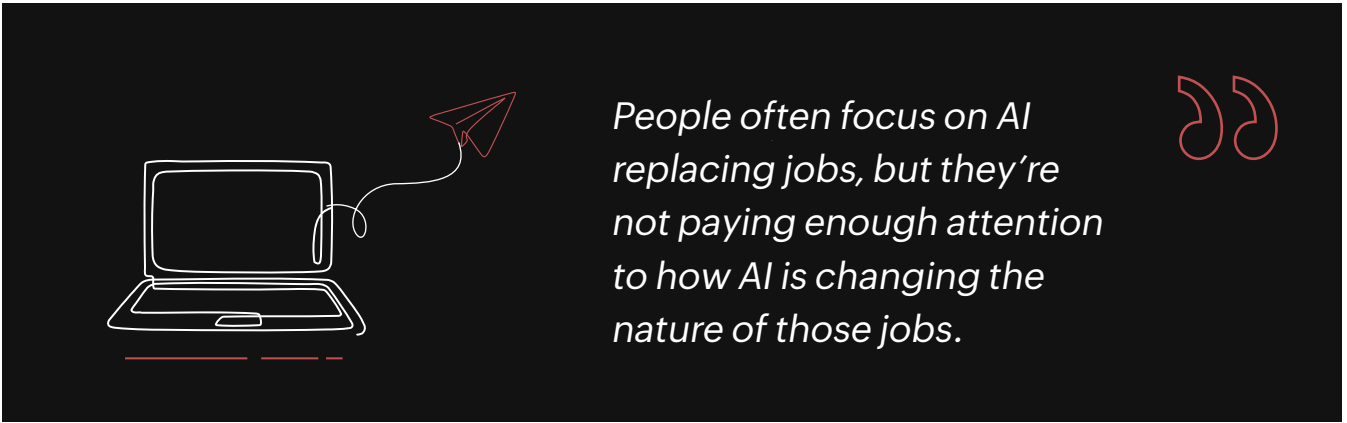 People often focus on AI
replacing jobs, but they’re
not paying enough attention
to how AI is changing the
nature of those jobs.